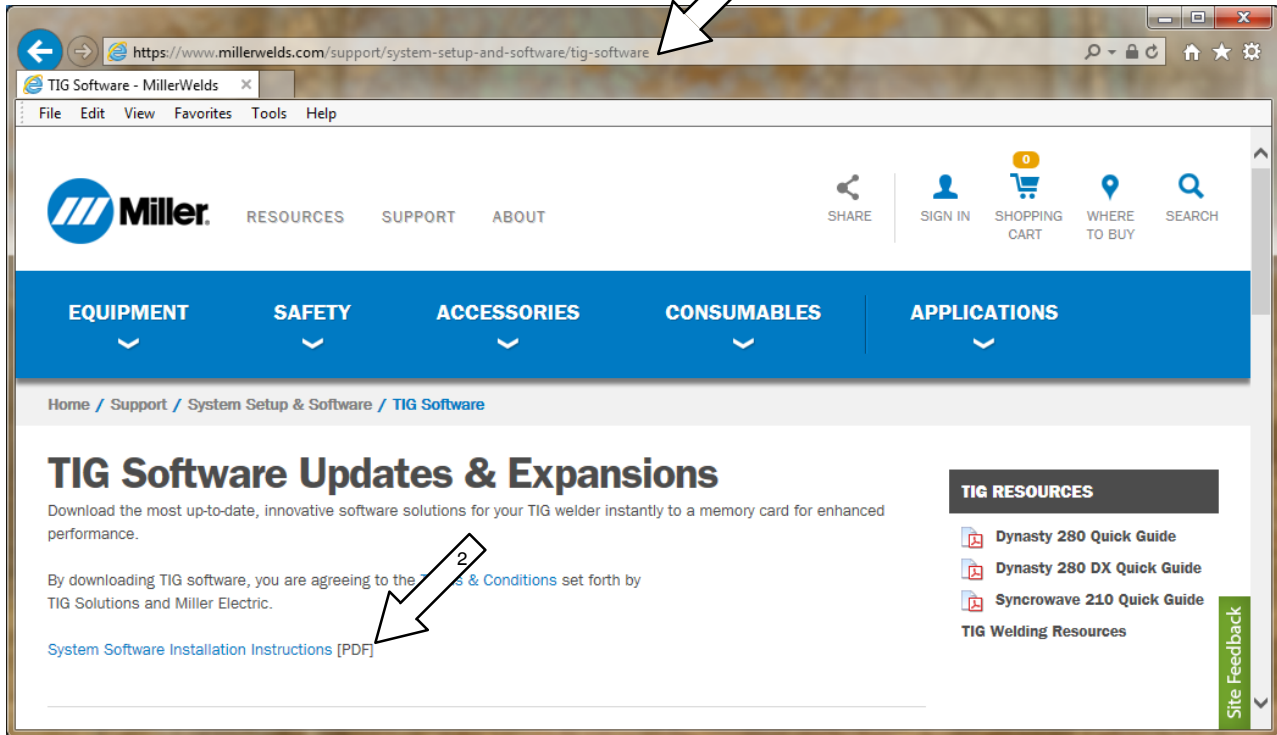 https://www.millerwelds.com/support/system-setup-and-software/tig-software
TIG Software - MillerWelds
File Edit View Favorites Tools Help
0
Miller.
RESOURCES SUPPORT ABOUT
SHARE
SIGN IN
SHOPPING CART
WHERE TO BUY
SEARCH
EQUIPMENT SAFETY ACCESSORIES CONSUMABLES APPLICATIONS
Home / Support / System Setup & Software / TIG Software
TIG Software Updates & Expansions
Download the most up-to-date, innovative software solutions for your TIG welder instantly to a memory card for enhanced
performance.
2
By downloading TIG software, you are agreeing to the & Conditions set forth by
TIG Solutions and Miller Electric.
System Software Installation Instructions [PDF]
TIG RESOURCES
Dynasty 280 Quick Guide
Dynasty 280 DX Quick Guide
Syncrowave 210 Quick Guide
TIG Welding Resources
Site Feedback